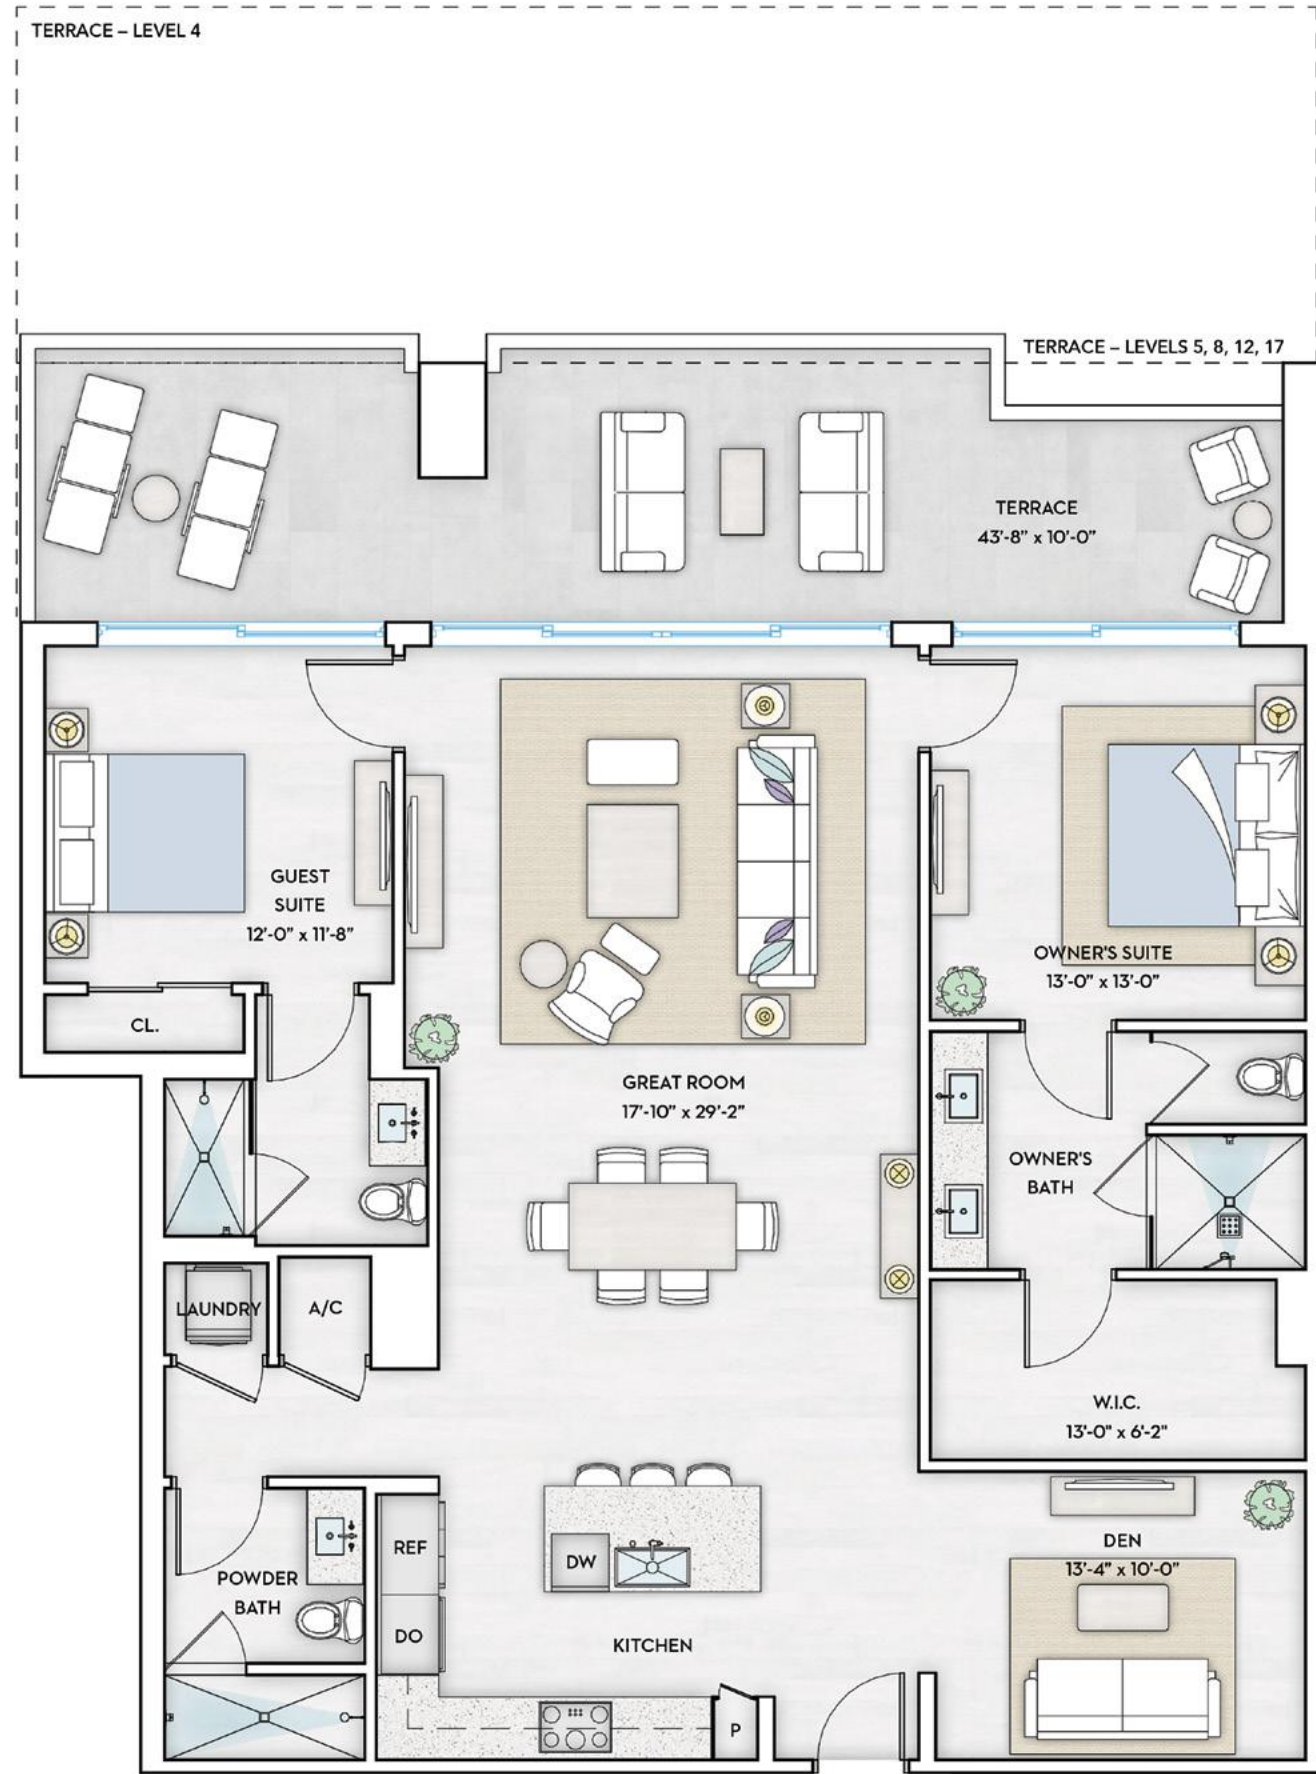 TERRACE – LEVEL 4
TERRACE – LEVELS 5, 8, 12, 17
TERRACE
43'-8" x 10'-0"
GUEST
SUITE
12'-0" x 11'-8"
OWNER'S SUITE
13'-0" x 13'-0"
CL.
GREAT ROOM
17'-10" x 29'-2"
OWNER'S
BATH
LAUNDRY
A/C
W.I.C.
13'-0" x 6'-2"
DEN
13'-4" x 10'-0"
REF
DW
POWDER
BATH
DO
KITCHEN
P